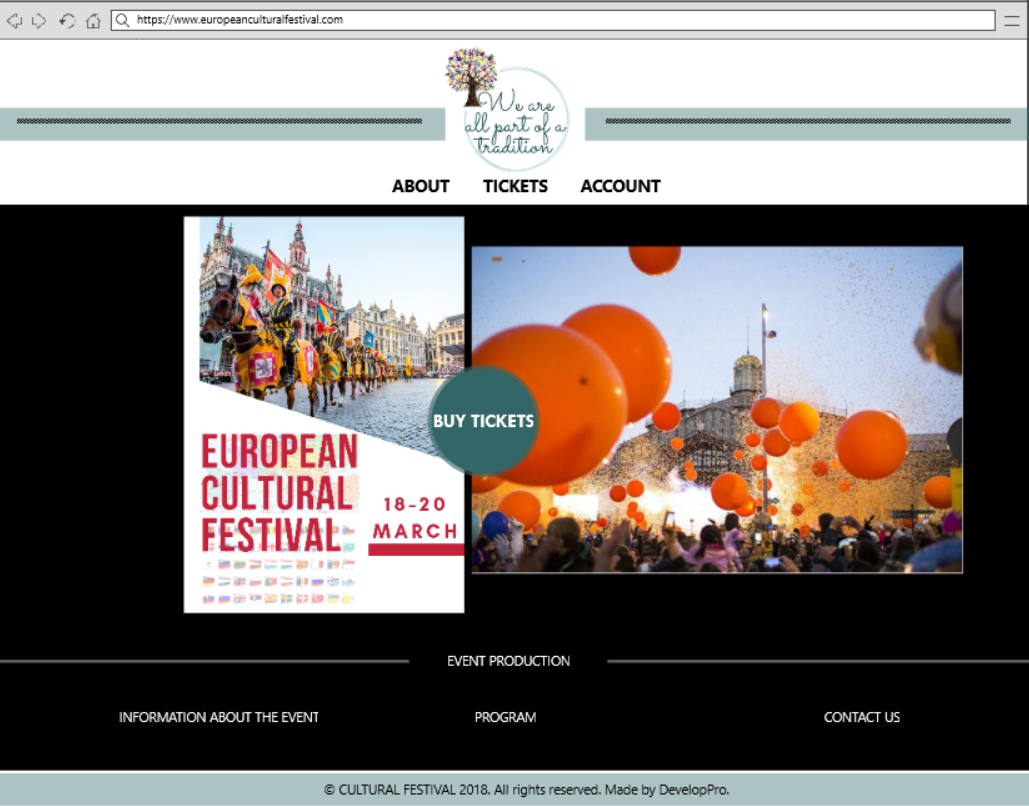 https://www.europeanculturalfestival.com
We are
all part of a
tradition
ABOUT TICKETS ACCOUNT
BUY TICKETS
EUROPEAN
CULTURAL
FESTIVAL
18-20
MARCH
EVENT PRODUCTION
INFORMATION ABOUT THE EVENT PROGRAM CONTACT US
© CULTURAL FESTIVAL 2018. All rights reserved. Made by DevelopPro.